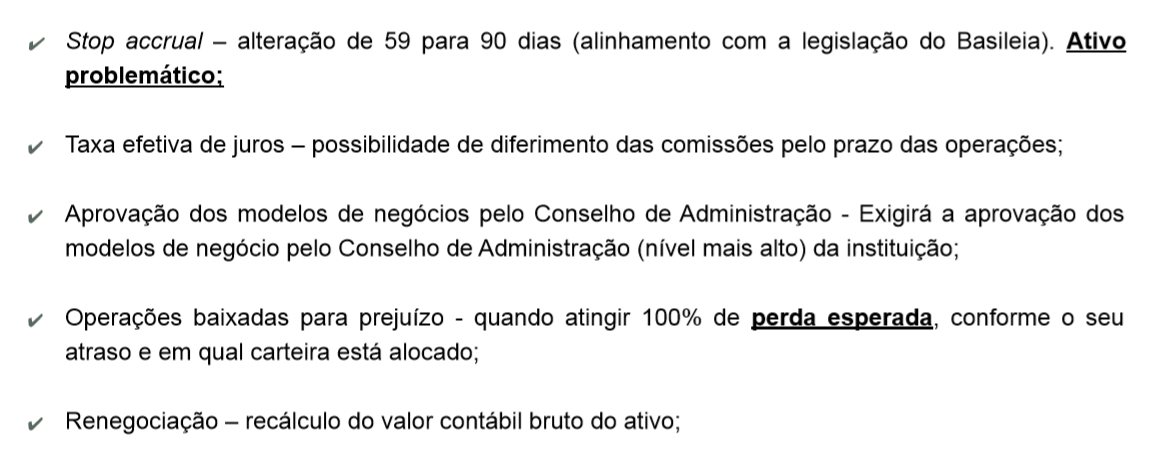 ✔ Stop accrual – alteração de 59 para 90 dias (alinhamento com a legislação do Basileia). Ativo
problemático;
✔ Taxa efetiva de juros – possibilidade de diferimento das comissões pelo prazo das operações;
✔ Aprovação dos modelos de negócios pelo Conselho de Administração - Exigirá a aprovação dos
modelos de negócio pelo Conselho de Administração (nível mais alto) da instituição;
✔ Operações baixadas para prejuízo - quando atingir 100% de perda esperada, conforme o seu
atraso e em qual carteira está alocado;
✔ Renegociação – recálculo do valor contábil bruto do ativo;